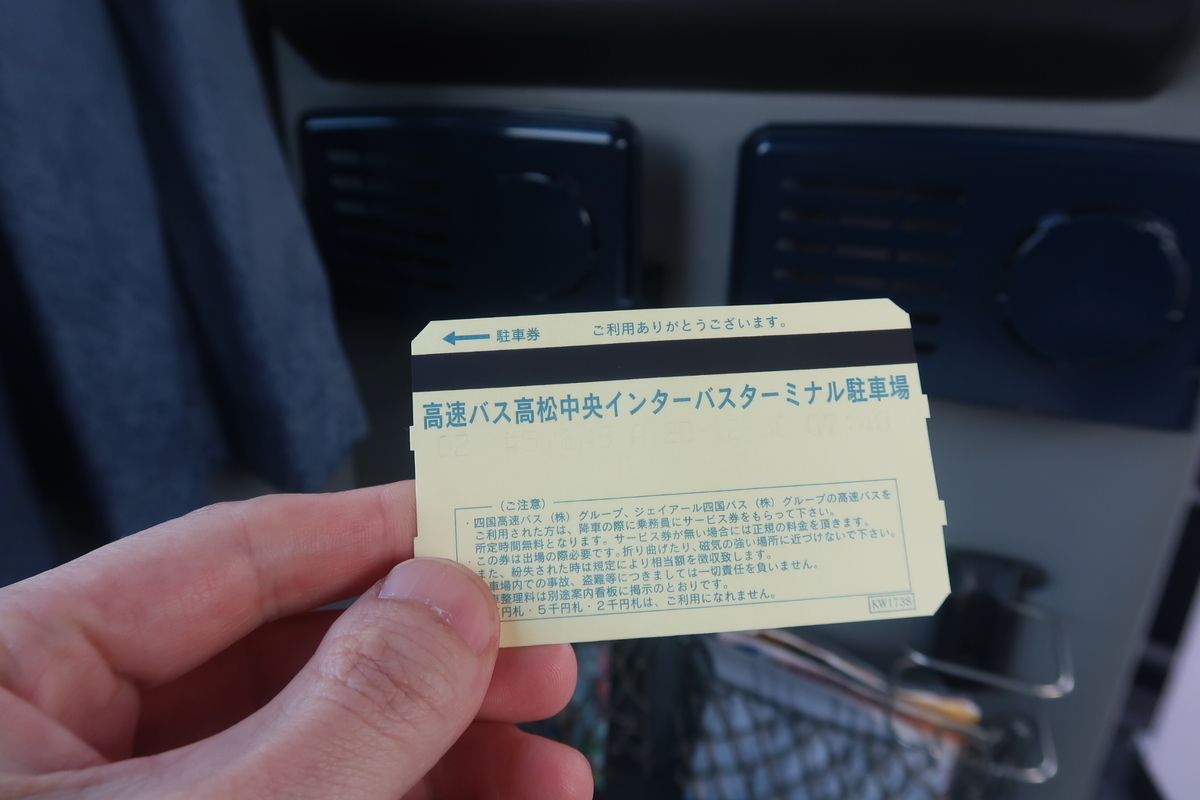 駐車券 ご利用ありがとうございます。
高速バス高松中央インターバスターミナル駐車場
（ご注意）
・四国高速バス（株）グループ、ジェイアール四国バス（株）グループの高速バスを
ご利用された方は、降車の際に乗務員にサービス券をもらって下さい。
所定時間無料となります。サービス券が無い場合には正規の料金を頂きます。
・この券は出場の際必要です。折り曲げたり、磁気の強い場所に近づけないで下さい。
また、紛失された時は規定により相当額を徴収致します。
車場内での事故、盗難等につきましては一切責任を負いません。
整理料は別途案内看板に掲示のとおりです。
円札・5千円札・2千円札は、ご利用になれません。
KW1738